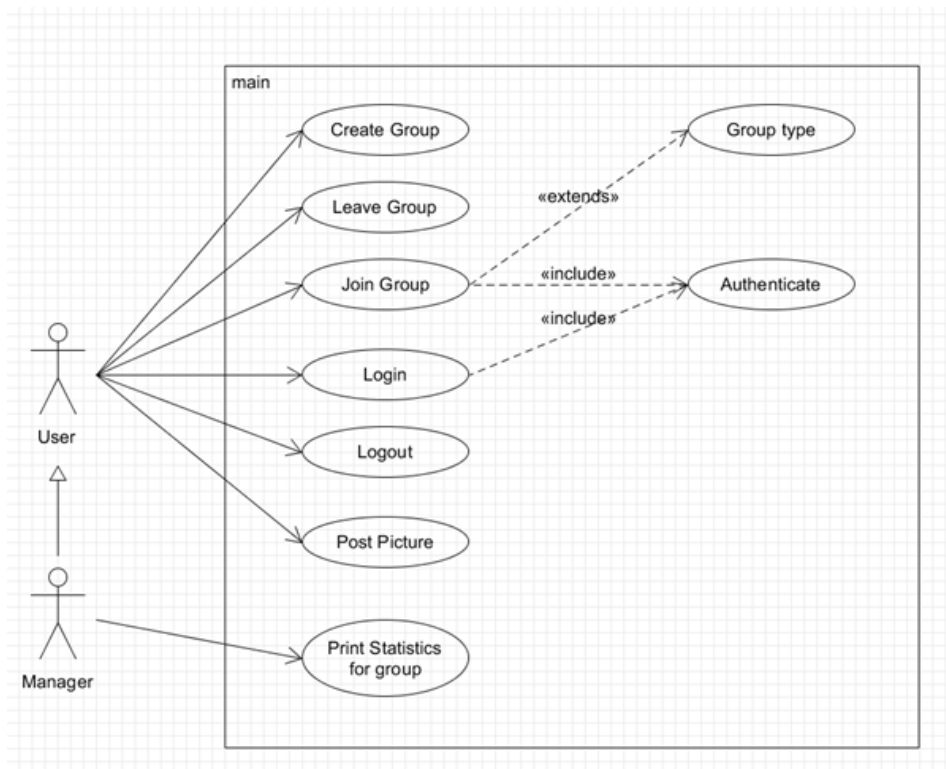 main
Create Group
Group type
Leave Group
«extends»
Join Group
«include»
Authenticate
«include»
Login
User
Logout
Post Picture
Print Statistics
for group
Manager